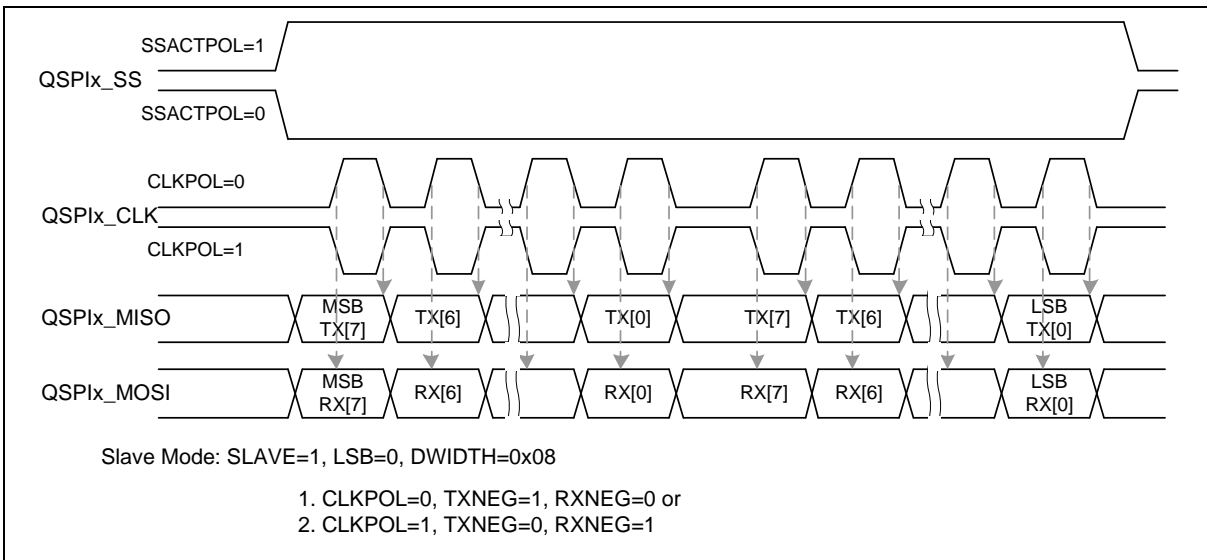 SSACTPOL=1
QSPIx_SS
SSACTPOL=0
CLKPOL=0
QSPIx_CLK
CLKPOL=1
QSPIx_MISO
MSB
TX[7]
TX[6]
TX[0]
TX[7]
TX[6]
LSB
TX[0]
QSPIx_MOSI
MSB
RX[7]
RX[6]
RX[0]
RX[7]
RX[6]
LSB
RX[0]
Slave Mode: SLAVE=1, LSB=0, DWIDTH=0x08
1. CLKPOL=0, TXNEG=1, RXNEG=0 or
2. CLKPOL=1, TXNEG=0, RXNEG=1